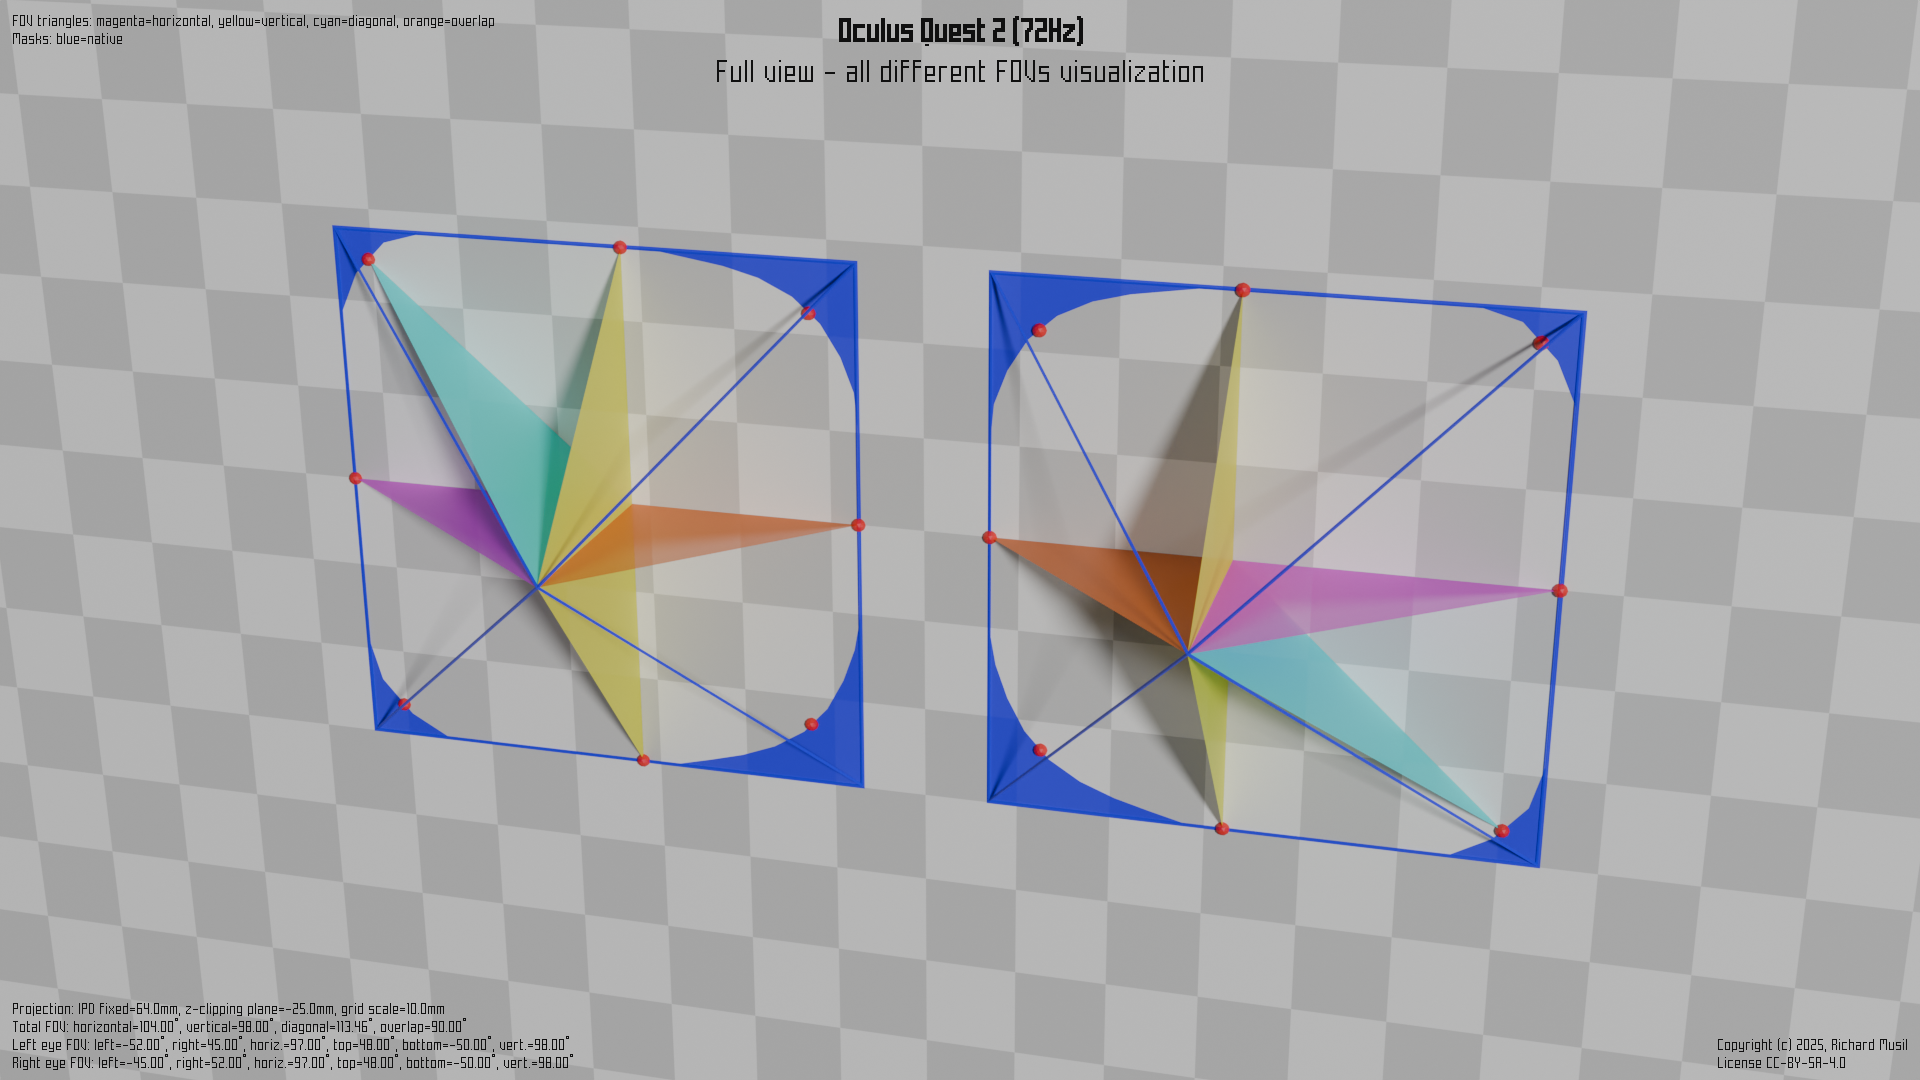 FOV triangles: magenta=horizontal, yellow=vertical, cyan=diagonal, orange=overlap
Masks: blue=native
Oculus Quest 2 (72Hz)
Full view - all different FOVs visualization
Projection: IPD fixed=64.0mm, z-clipping plane=-25.0mm, grid scale=10.0mm
Total FOV: horizontal=104.00°, vertical=98.00°, diagonal=113.46°, overlap=90.00°
Left eye FOV: left=-52.00°, right=45.00°, horiz.=97.00°, top=48.00°, bottom=-50.00°, vert.=98.00°
Right eye FOV: left=-45.00°, right=52.00°, horiz.=97.00°, top=48.00°, bottom=-50.00°, vert.=98.00°
Copyright (c) 2025, Richard Musil
License CC-BY-SA-4.0